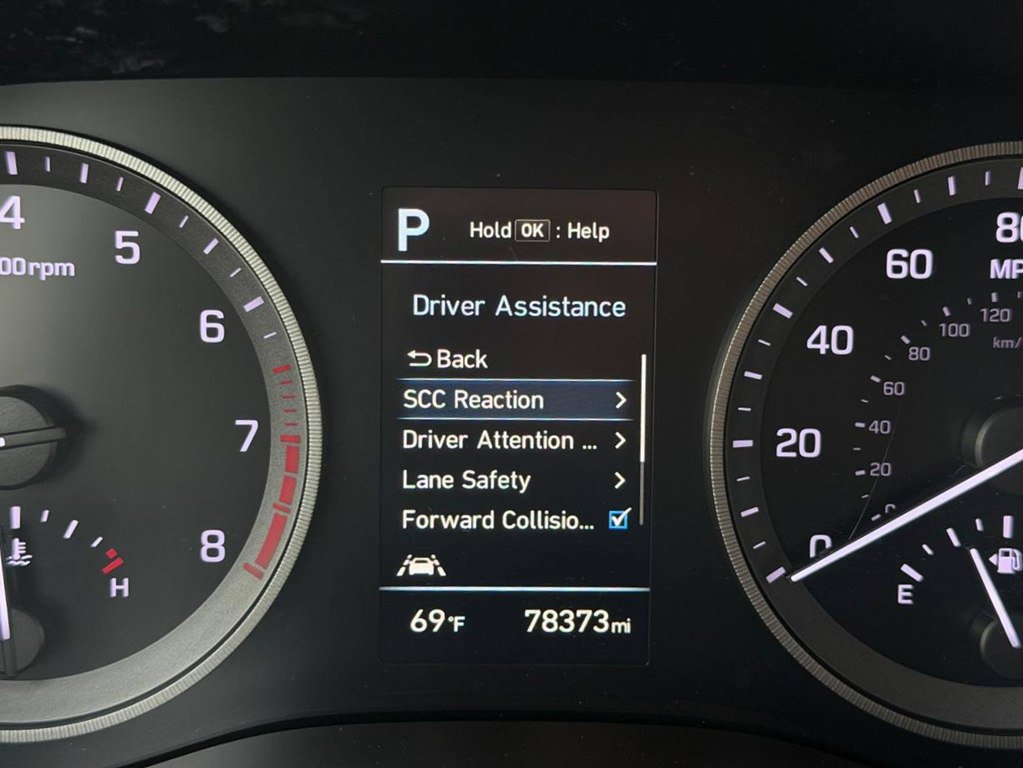 P
Hold OK : Help
Driver Assistance
Back
SCC Reaction
Driver Attention ...
Lane Safety
Forward Collisio...
69°F
78373mi
4
5
6
7
8
00rpm
H
0
20
40
60
80
MP
20
40
60
80
100
120
km/
E